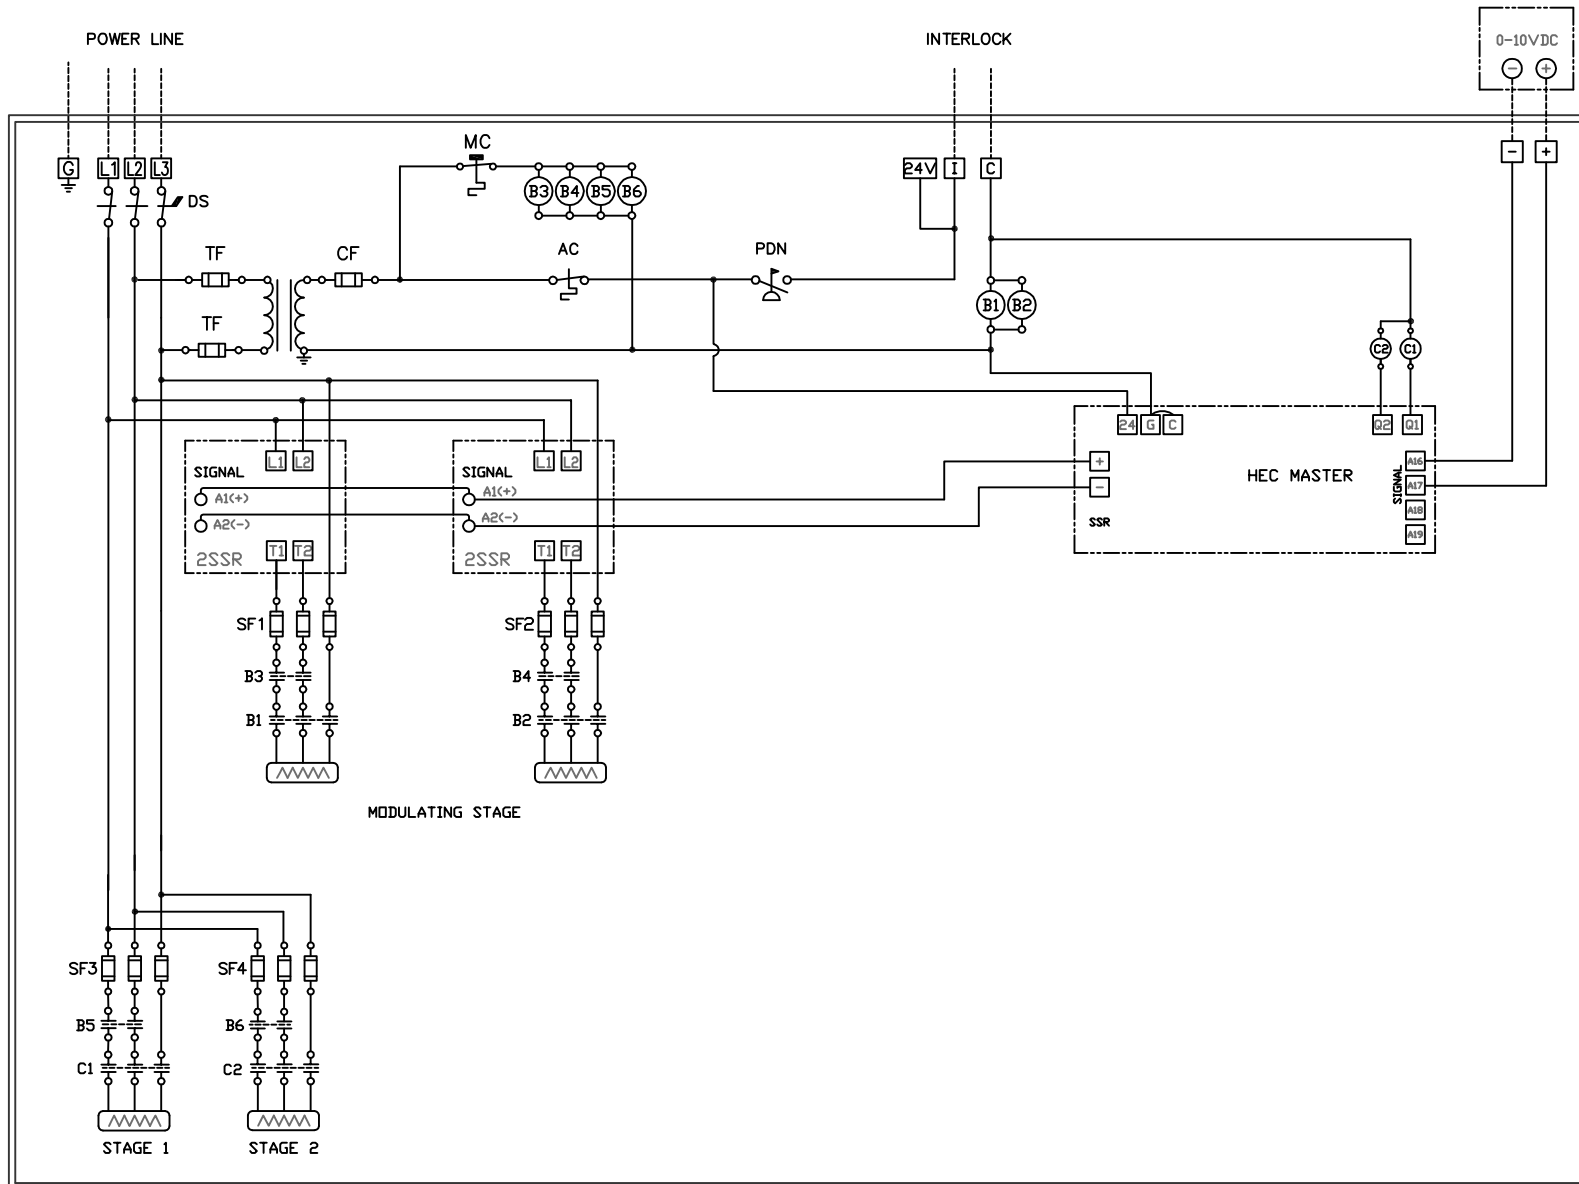 POWER LINE
INTERLOCK
0-10VDC
- +
G L1 L2 L3
DS
MC
B3 B4 B5 B6
24V I C
- +
TF
CF
AC
PDN
TF
B1 B2
C2 C1
24 G C
Q2 Q1
L1 L2
SIGNAL
A1(+)
A2(-)
2SSR
T1 T2
L1 L2
SIGNAL
A1(+)
A2(-)
2SSR
T1 T2
+
-
SSR
HEC MASTER
SIGNAL
A16
A17
A18
A19
SF1
B3
B1
SF2
B4
B2
MODULATING STAGE
SF3
B5
C1
STAGE 1
SF4
B6
C2
STAGE 2